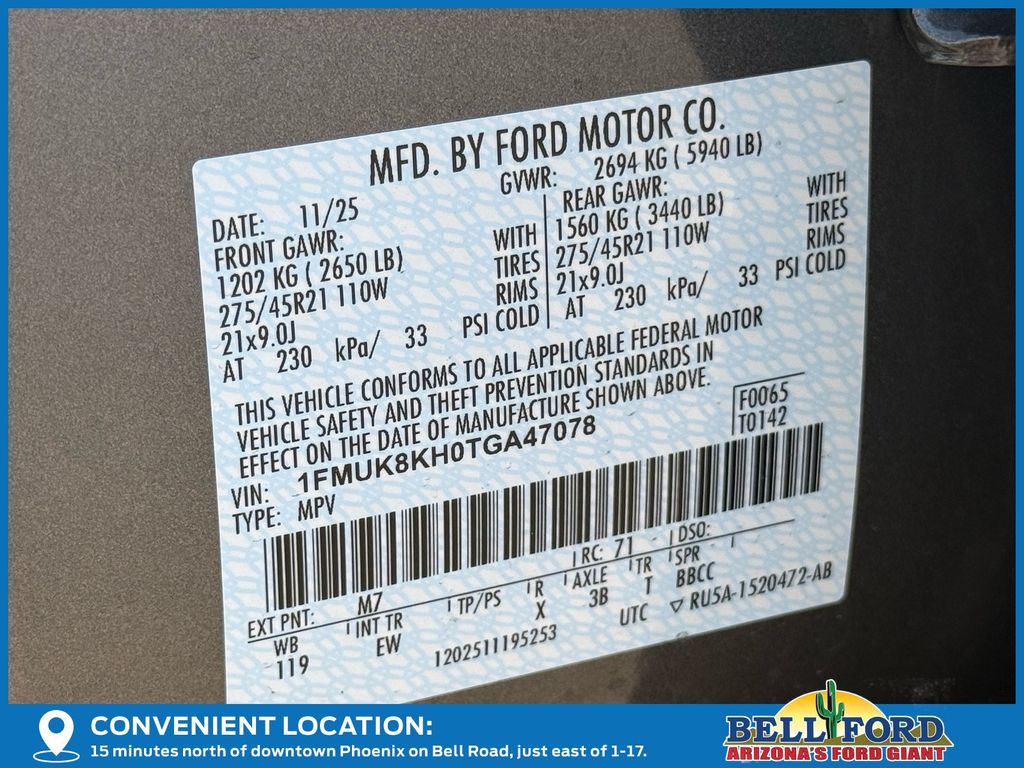 MFD. BY FORD MOTOR CO.
DATE: 11/25 GVWR: 2694 KG ( 5940 LB)
FRONT GAWR: REAR GAWR:
1202 KG ( 2650 LB) WITH 1560 KG ( 3440 LB) WITH
275/45R21 110W TIRES 275/45R21 110W TIRES
21x9.0J RIMS 21x9.0J RIMS
AT 230 kPa/ 33 PSI COLD AT 230 kPa/ 33 PSI COLD
THIS VEHICLE CONFORMS TO ALL APPLICABLE FEDERAL MOTOR
VEHICLE SAFETY AND THEFT PREVENTION STANDARDS IN
EFFECT ON THE DATE OF MANUFACTURE SHOWN ABOVE.
VIN: 1FMUK8KH0TGA47078 F0065
TYPE: MPV T0142
EXT PNT: M7 RC: 71 DSO:
WB INT TR TP/PS R AXLE TR SPR
119 EW X 3B T BBCC
1202511195253 UTC ▽ RU5A-1520472-AB
CONVENIENT LOCATION:
15 minutes north of downtown Phoenix on Bell Road, just east of 1-17.
BELL FORD
ARIZONA'S FORD GIANT